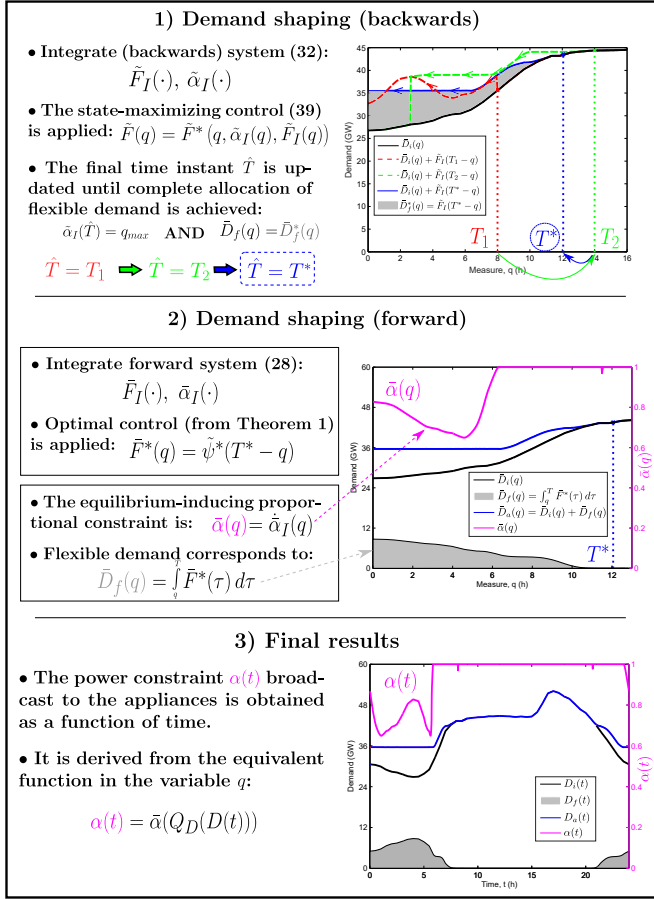 1) Demand shaping (backwards)
• Integrate (backwards) system (32):
F̃_I(·), α̃_I(·)
• The state-maximizing control (39)
is applied: F̃(q) = F̃*(q, α̃_I(q), F̃_I(q))
• The final time instant T̂ is up-
dated until complete allocation of
flexible demand is achieved:
α̃_I(T̂) = q_max AND D̄_f(q) = D̄*_f(q)
T̂ = T_1 T̂ = T_2 T̂ = T*
45
40
35
30
25
20
15
10
5
0
Demand (GW)
D̄_i(q)
D̄_i(q) + F̃_I(T_1 − q)
D̄_i(q) + F̃_I(T_2 − q)
D̄_i(q) + F̃_I(T* − q)
D̄*_f(q) = F̃_I(T* − q)
T_1 T* T_2
0 2 4 6 8 10 12 14 16
Measure, q (h)
2) Demand shaping (forward)
• Integrate forward system (28):
F̄_I(·), ᾱ_I(·)
• Optimal control (from Theorem 1)
is applied: F̄*(q) = ψ̃*(T* − q)
• The equilibrium-inducing propor-
tional constraint is: ᾱ(q) = α̇̄_I(q)
• Flexible demand corresponds to:
D̄_f(q) = ∫_q^T F̄*(τ) dτ
60
48
36
24
12
0
Demand (GW)
ᾱ(q)
D̄_i(q)
D̄_f(q) = ∫_q^T F̄*(τ) dτ
D̄_a(q) = D̄_i(q) + D̄_f(q)
ᾱ(q)
T*
1
0.8
0.6
0.4
0.2
0
ᾱ(q)
0 2 4 6 8 10 12
Measure, q (h)
3) Final results
• The power constraint α(t) broad-
cast to the appliances is obtained
as a function of time.
• It is derived from the equivalent
function in the variable q:
α(t) = ᾱ(Q_D(D(t)))
60
48
36
24
12
0
Demand (GW)
α(t)
D_i(t)
D_f(t)
D_a(t)
α(t)
1
0.8
0.6
0.4
0.2
0
α(t)
0 5 10 15 20
Time, t (h)